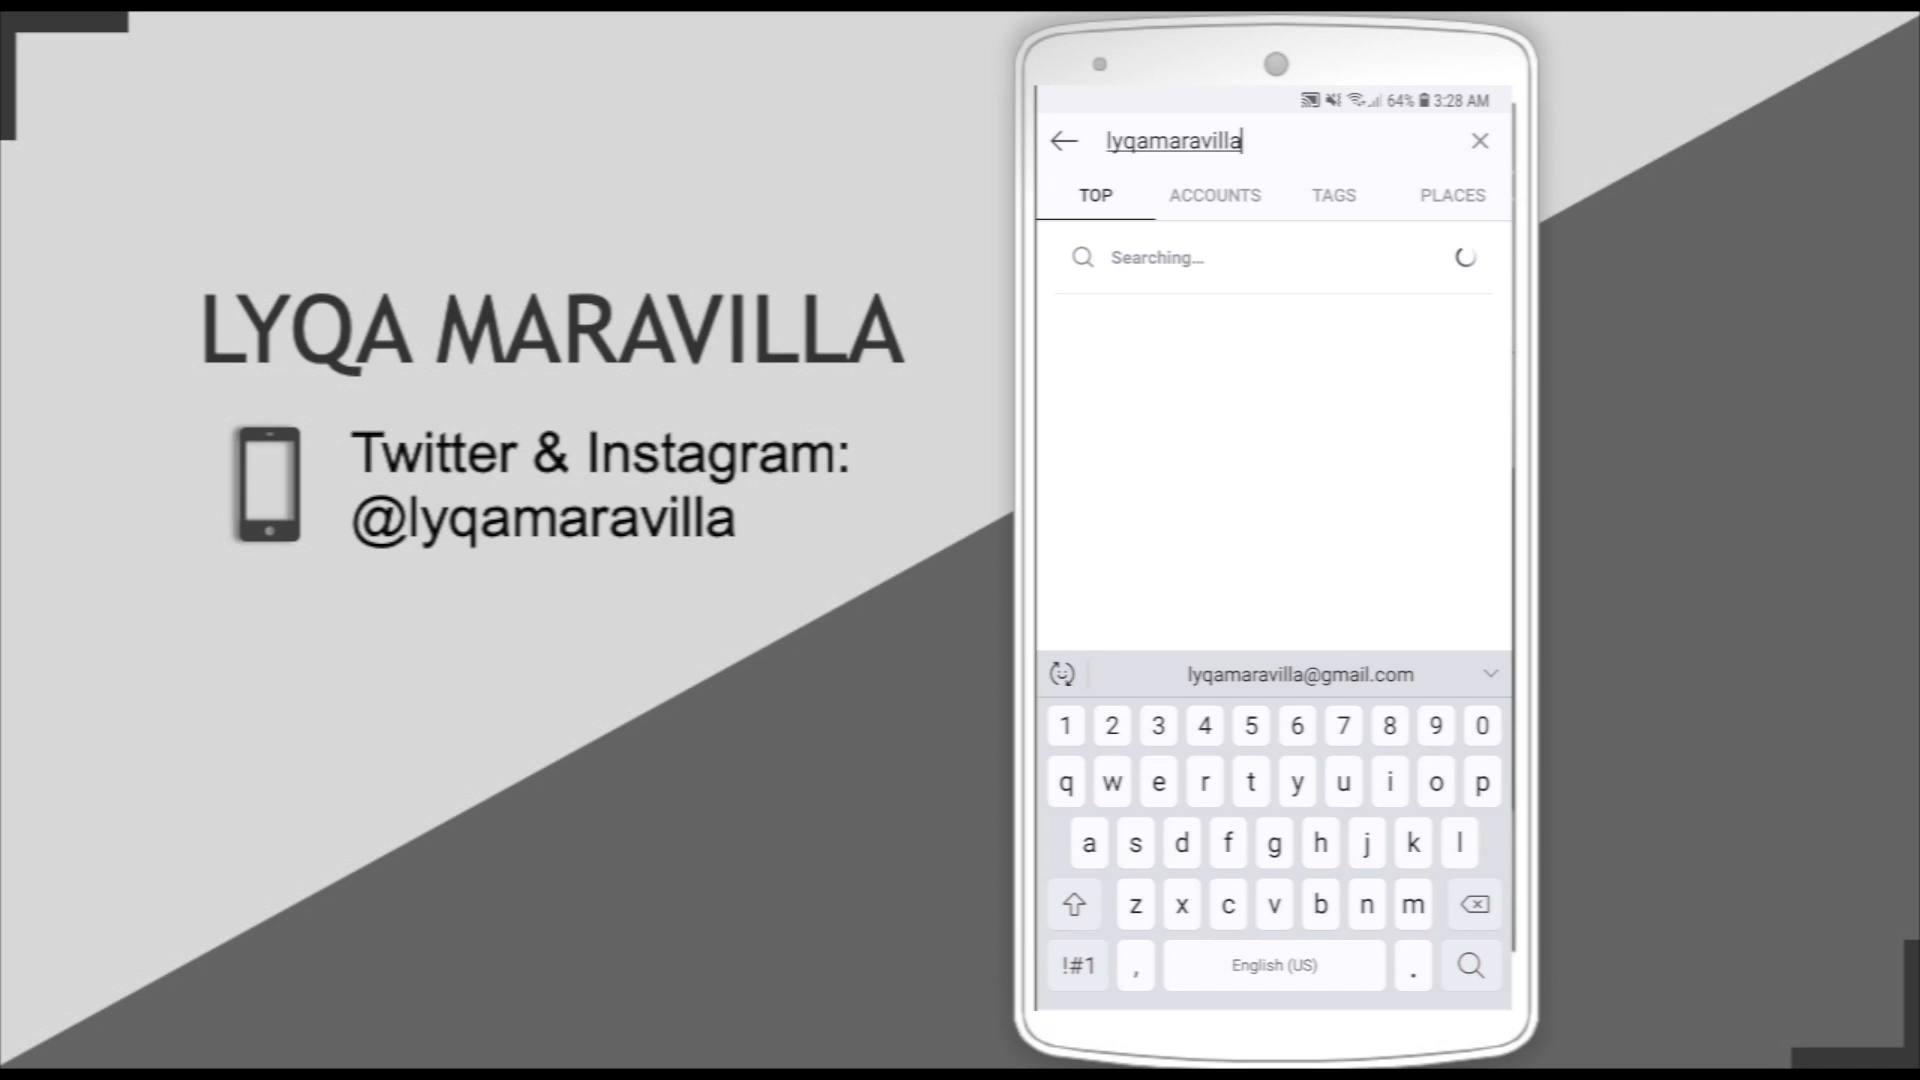 LYQA MARAVILLA
Twitter & Instagram:
@lyqamaravilla
64% 3:28 AM
lyqamaravilla
TOP ACCOUNTS TAGS PLACES
Searching...
lyqamaravilla@gmail.com
1 2 3 4 5 6 7 8 9 0
q w e r t y u i o p
a s d f g h j k l
z x c v b n m
!#1 , English (US) .